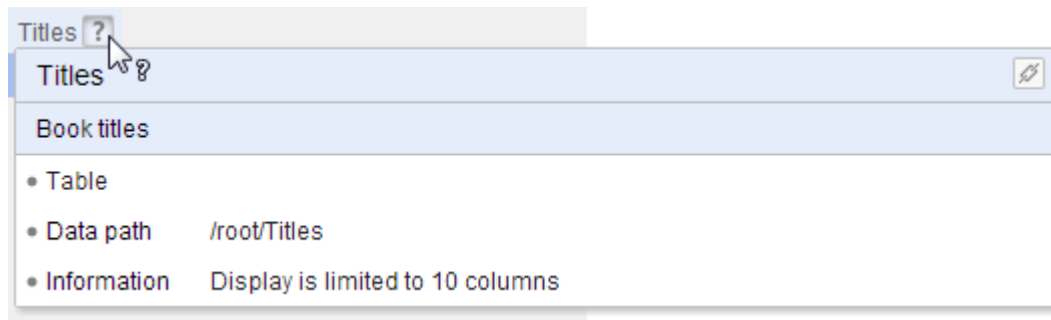 Titles ?
Titles
Book titles
• Table
• Data path /root/Titles
• Information Display is limited to 10 columns